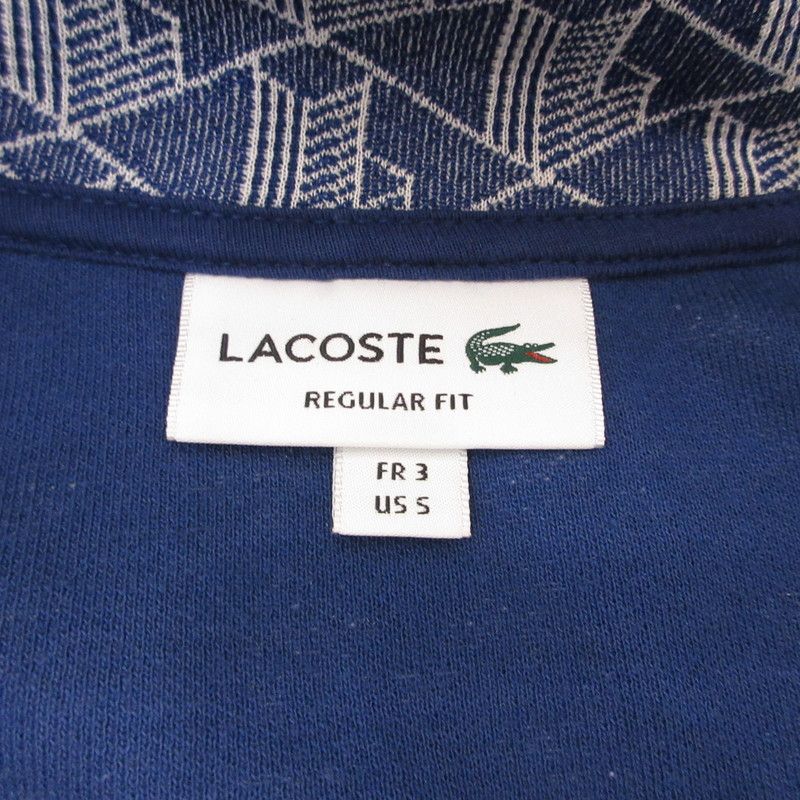 LACOSTE
REGULAR FIT
FR 3
US S